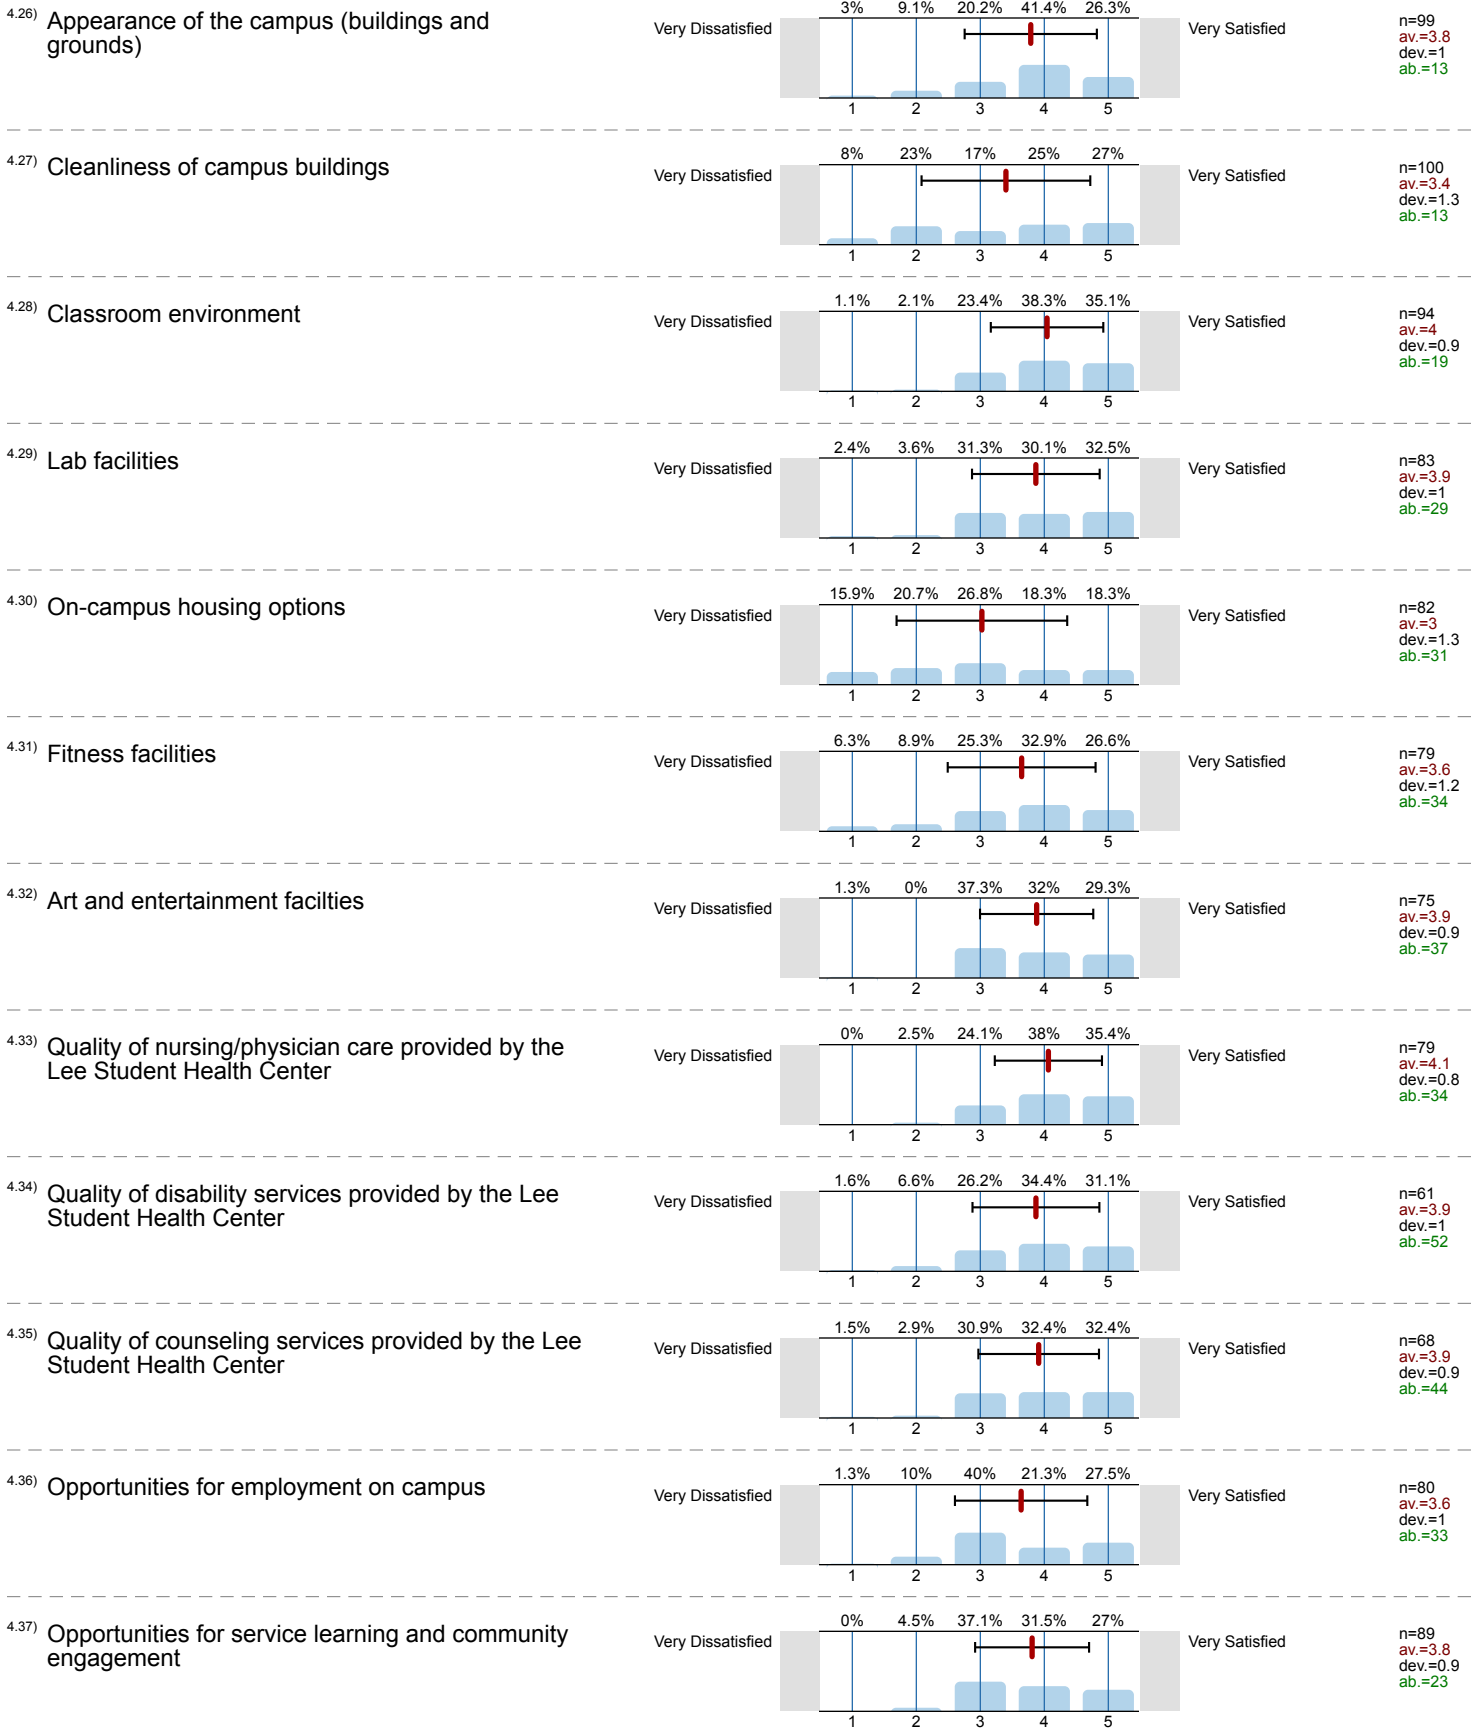 4.26) Appearance of the campus (buildings and
grounds)
Very Dissatisfied
3% 9.1% 20.2% 41.4% 26.3%
1 2 3 4 5
Very Satisfied
n=99
av.=3.8
dev.=1
ab.=13
4.27) Cleanliness of campus buildings
Very Dissatisfied
8% 23% 17% 25% 27%
1 2 3 4 5
Very Satisfied
n=100
av.=3.4
dev.=1.3
ab.=13
4.28) Classroom environment
Very Dissatisfied
1.1% 2.1% 23.4% 38.3% 35.1%
1 2 3 4 5
Very Satisfied
n=94
av.=4
dev.=0.9
ab.=19
4.29) Lab facilities
Very Dissatisfied
2.4% 3.6% 31.3% 30.1% 32.5%
1 2 3 4 5
Very Satisfied
n=83
av.=3.9
dev.=1
ab.=29
4.30) On-campus housing options
Very Dissatisfied
15.9% 20.7% 26.8% 18.3% 18.3%
1 2 3 4 5
Very Satisfied
n=82
av.=3
dev.=1.3
ab.=31
4.31) Fitness facilities
Very Dissatisfied
6.3% 8.9% 25.3% 32.9% 26.6%
1 2 3 4 5
Very Satisfied
n=79
av.=3.6
dev.=1.2
ab.=34
4.32) Art and entertainment facilties
Very Dissatisfied
1.3% 0% 37.3% 32% 29.3%
1 2 3 4 5
Very Satisfied
n=75
av.=3.9
dev.=0.9
ab.=37
4.33) Quality of nursing/physician care provided by the
Lee Student Health Center
Very Dissatisfied
0% 2.5% 24.1% 38% 35.4%
1 2 3 4 5
Very Satisfied
n=79
av.=4.1
dev.=0.8
ab.=34
4.34) Quality of disability services provided by the Lee
Student Health Center
Very Dissatisfied
1.6% 6.6% 26.2% 34.4% 31.1%
1 2 3 4 5
Very Satisfied
n=61
av.=3.9
dev.=1
ab.=52
4.35) Quality of counseling services provided by the Lee
Student Health Center
Very Dissatisfied
1.5% 2.9% 30.9% 32.4% 32.4%
1 2 3 4 5
Very Satisfied
n=68
av.=3.9
dev.=0.9
ab.=44
4.36) Opportunities for employment on campus
Very Dissatisfied
1.3% 10% 40% 21.3% 27.5%
1 2 3 4 5
Very Satisfied
n=80
av.=3.6
dev.=1
ab.=33
4.37) Opportunities for service learning and community
engagement
Very Dissatisfied
0% 4.5% 37.1% 31.5% 27%
1 2 3 4 5
Very Satisfied
n=89
av.=3.8
dev.=0.9
ab.=23